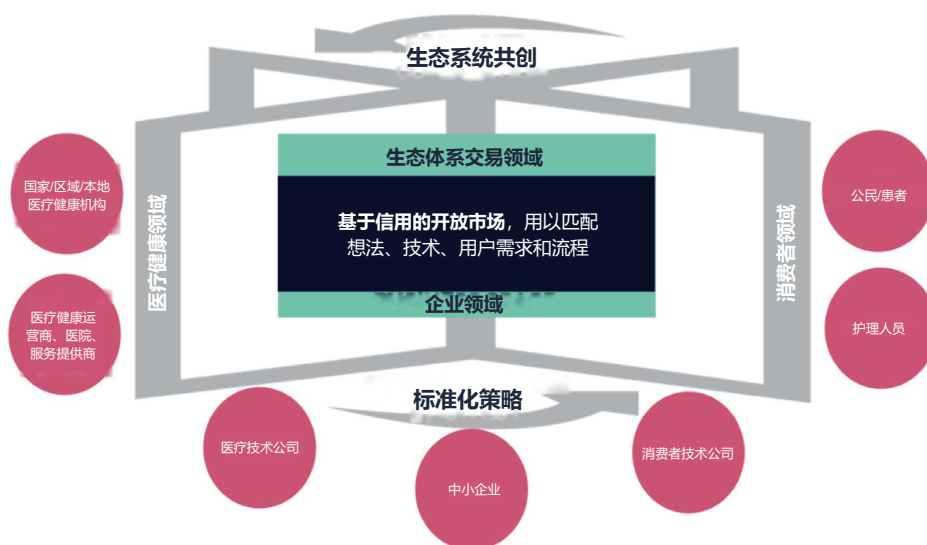 生态系统共创
生态体系交易领域
基于信用的开放市场，用以匹配
想法、技术、用户需求和流程
企业领域
医疗健康领域
消费者领域
国家/区域/本地
医疗健康机构
医疗健康运
营商、医院、
服务提供商
公民/患者
护理人员
标准化策略
医疗技术公司
中小企业
消费者技术公司